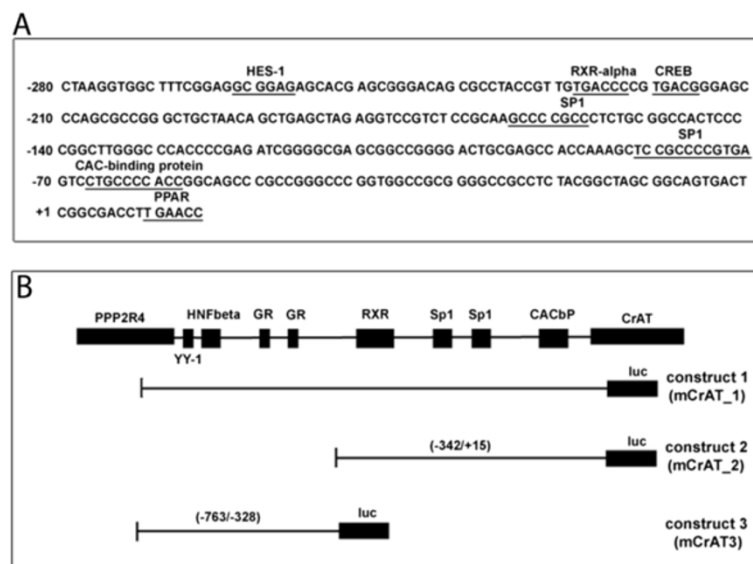 A
HES-1 RXR-alpha CREB
-280 CTAAGGTGGC TTTCGGAGGC GGAGAGCACG AGCGGGACAG CGCCTACCGT TGTGACCCCG TGACGGGAGC
SP1
-210 CCAGCGCCGG GCTGCTAACA GCTGAGCTAG AGGTCCGTCT CCGCAAGCCC CGCCCTCTGC GGCCACTCCC
SP1
-140 CGGCTTGGGC CCACCCCGAG ATCGGGGCGA GCGGCCGGGG ACTGCGAGCC ACCAAAGCTC CGCCCCGTGA
CAC-binding protein
-70 GTCCTGCCCC ACCGGCAGCC CGCCGGGCCC GGTGGCCGCG GGGCCGCCTC TACGGCTAGC GGCAGTGACT
PPAR
+1 CGGCGACCTT TGAACC
B
PPP2R4 HNFbeta GR GR RXR Sp1 Sp1 CACbP CrAT
YY-1
luc construct 1
(mCrAT_1)
(-342/+15) luc construct 2
(mCrAT_2)
(-763/-328) luc construct 3
(mCrAT3)